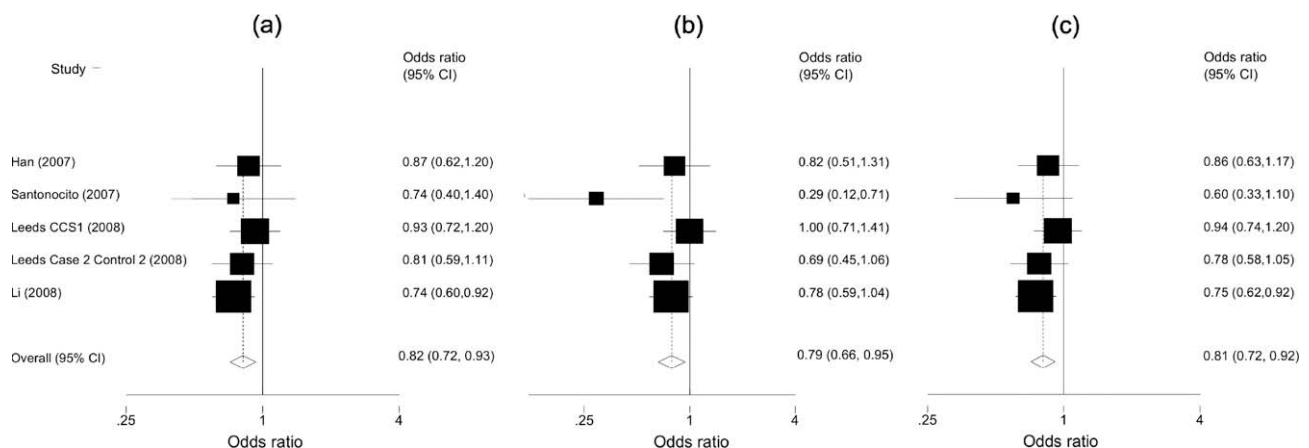 (a) (b) (c)
Odds ratio Odds ratio Odds ratio
Study (95% CI) (95% CI) (95% CI)
Han (2007) 0.87 (0.62,1.20) 0.82 (0.51,1.31) 0.86 (0.63,1.17)
Santonocito (2007) 0.74 (0.40,1.40) 0.29 (0.12,0.71) 0.60 (0.33,1.10)
Leeds CCS1 (2008) 0.93 (0.72,1.20) 1.00 (0.71,1.41) 0.94 (0.74,1.20)
Leeds Case 2 Control 2 (2008) 0.81 (0.59,1.11) 0.69 (0.45,1.06) 0.78 (0.58,1.05)
Li (2008) 0.74 (0.60,0.92) 0.78 (0.59,1.04) 0.75 (0.62,0.92)
Overall (95% CI) 0.82 (0.72, 0.93) 0.79 (0.66, 0.95) 0.81 (0.72, 0.92)
.25 1 4 .25 1 4 .25 1 4
Odds ratio Odds ratio Odds ratio